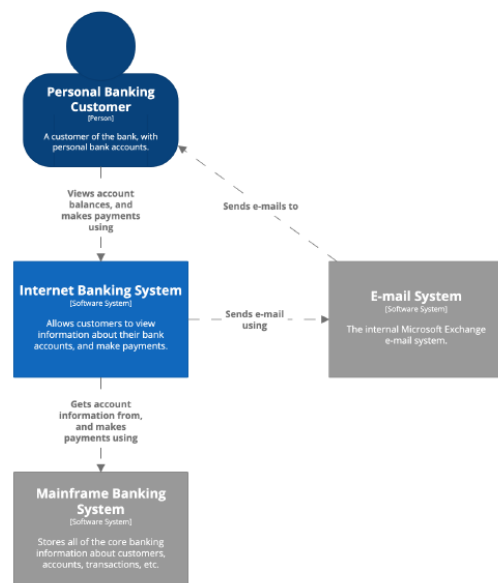 Personal Banking
Customer
[Person]
A customer of the bank, with
personal bank accounts.
Views account
balances, and
makes payments
using
Sends e-mails to
Internet Banking System
[Software System]
Allows customers to view
information about their bank
accounts, and make payments.
Sends e-mail
using
E-mail System
[Software System]
The internal Microsoft Exchange
e-mail system.
Gets account
information from,
and makes
payments using
Mainframe Banking
System
[Software System]
Stores all of the core banking
information about customers,
accounts, transactions, etc.